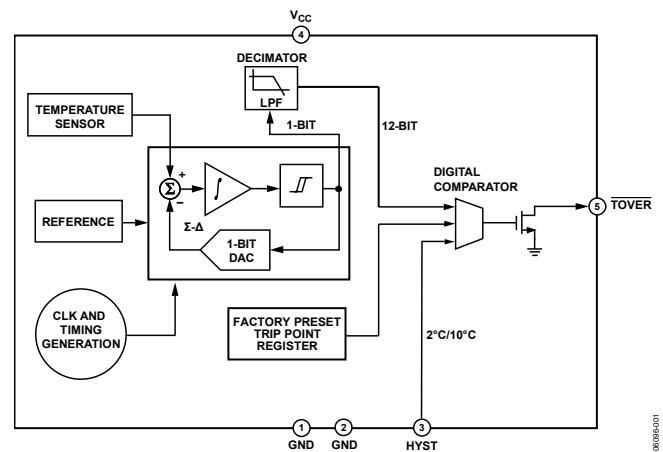 VCC
4
DECIMATOR
LPF
TEMPERATURE
SENSOR
1-BIT
12-BIT
+
Σ
−
∫
DIGITAL
COMPARATOR
5
TOVER
REFERENCE
Σ-Δ
1-BIT
DAC
CLK AND
TIMING
GENERATION
FACTORY PRESET
TRIP POINT
REGISTER
2°C/10°C
1
2
3
GND
GND
HYST
06096-001